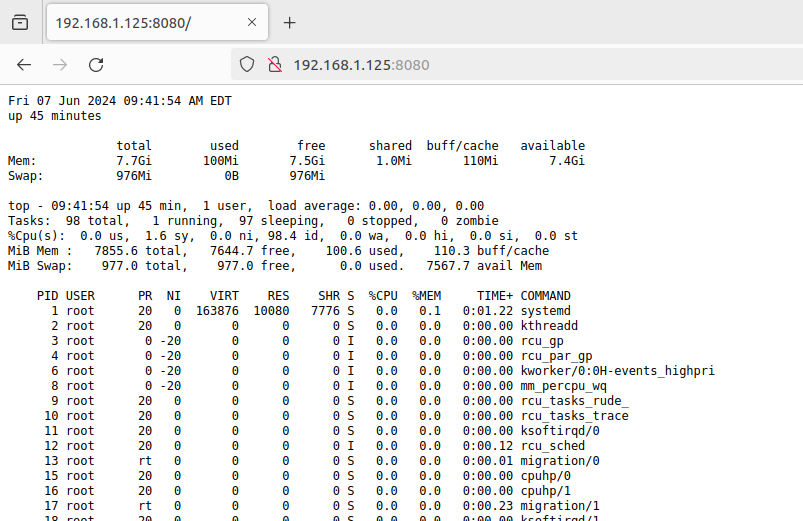 192.168.1.125:8080/
192.168.1.125:8080
Fri 07 Jun 2024 09:41:54 AM EDT
up 45 minutes
total used free shared buff/cache available
Mem: 7.7Gi 100Mi 7.5Gi 1.0Mi 110Mi 7.4Gi
Swap: 976Mi 0B 976Mi
top - 09:41:54 up 45 min, 1 user, load average: 0.00, 0.00, 0.00
Tasks: 98 total, 1 running, 97 sleeping, 0 stopped, 0 zombie
%Cpu(s): 0.0 us, 1.6 sy, 0.0 ni, 98.4 id, 0.0 wa, 0.0 hi, 0.0 si, 0.0 st
MiB Mem : 7855.6 total, 7644.7 free, 100.6 used, 110.3 buff/cache
MiB Swap: 977.0 total, 977.0 free, 0.0 used. 7567.7 avail Mem
PID USER PR NI VIRT RES SHR S %CPU %MEM TIME+ COMMAND
1 root 20 0 163876 10080 7776 S 0.0 0.1 0:01.22 systemd
2 root 20 0 0 0 0 S 0.0 0.0 0:00.00 kthreadd
3 root 0 -20 0 0 0 I 0.0 0.0 0:00.00 rcu_gp
4 root 0 -20 0 0 0 I 0.0 0.0 0:00.00 rcu_par_gp
6 root 0 -20 0 0 0 I 0.0 0.0 0:00.00 kworker/0:0H-events_highpri
8 root 0 -20 0 0 0 I 0.0 0.0 0:00.00 mm_percpu_wq
9 root 20 0 0 0 0 S 0.0 0.0 0:00.00 rcu_tasks_rude_
10 root 20 0 0 0 0 S 0.0 0.0 0:00.00 rcu_tasks_trace
11 root 20 0 0 0 0 S 0.0 0.0 0:00.00 ksoftirqd/0
12 root 20 0 0 0 0 I 0.0 0.0 0:00.12 rcu_sched
13 root rt 0 0 0 0 S 0.0 0.0 0:00.01 migration/0
15 root 20 0 0 0 0 S 0.0 0.0 0:00.00 cpuhp/0
16 root 20 0 0 0 0 S 0.0 0.0 0:00.00 cpuhp/1
17 root rt 0 0 0 0 S 0.0 0.0 0:00.23 migration/1
18 root 20 0 0 0 0 S 0.0 0.0 0:00.00 ksoftirqd/1